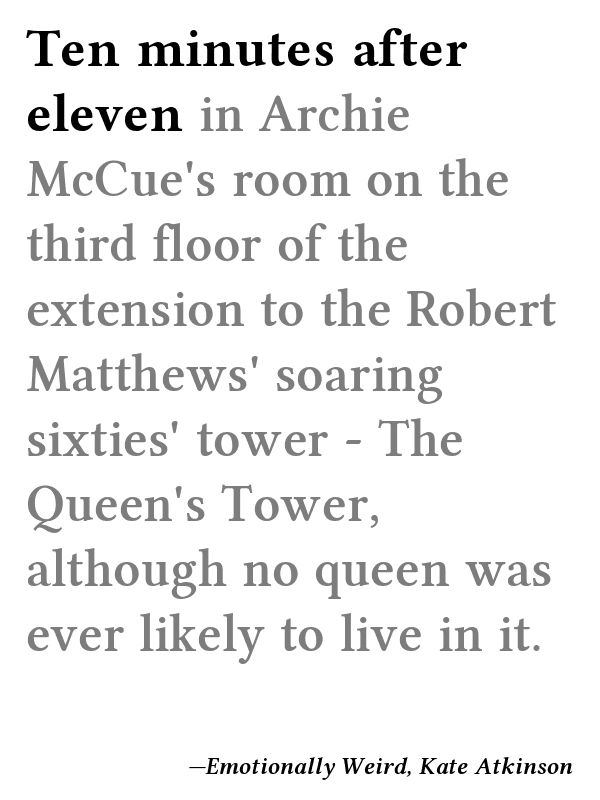 Ten minutes after
eleven in Archie
McCue's room on the
third floor of the
extension to the Robert
Matthews' soaring
sixties' tower - The
Queen's Tower,
although no queen was
ever likely to live in it.
—Emotionally Weird, Kate Atkinson